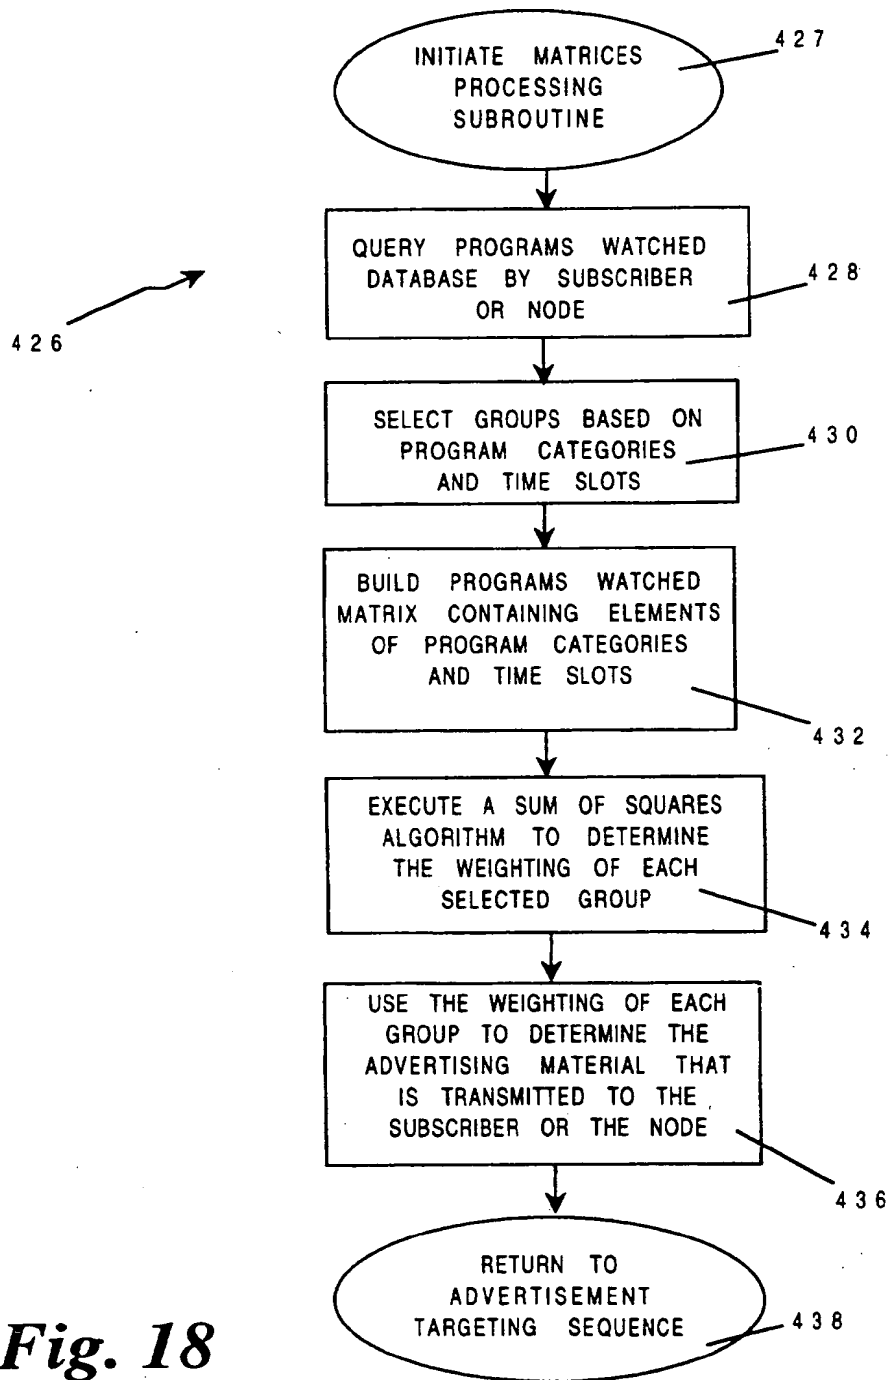 INITIATE MATRICES
PROCESSING
SUBROUTINE
427
QUERY PROGRAMS WATCHED
DATABASE BY SUBSCRIBER
OR NODE
428
426
SELECT GROUPS BASED ON
PROGRAM CATEGORIES
AND TIME SLOTS
430
BUILD PROGRAMS WATCHED
MATRIX CONTAINING ELEMENTS
OF PROGRAM CATEGORIES
AND TIME SLOTS
432
EXECUTE A SUM OF SQUARES
ALGORITHM TO DETERMINE
THE WEIGHTING OF EACH
SELECTED GROUP
434
USE THE WEIGHTING OF EACH
GROUP TO DETERMINE THE
ADVERTISING MATERIAL THAT
IS TRANSMITTED TO THE
SUBSCRIBER OR THE NODE
436
RETURN TO
ADVERTISEMENT
TARGETING SEQUENCE
438
Fig. 18